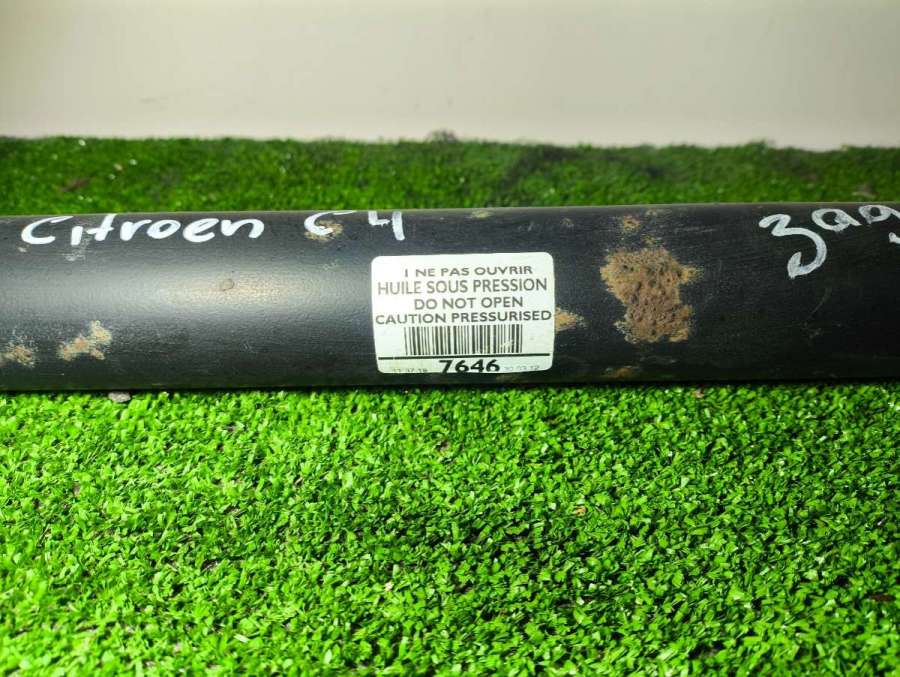 Citroen C4
зад
! NE PAS OUVRIR
HUILE SOUS PRESSION
DO NOT OPEN
CAUTION PRESSURISED
7646